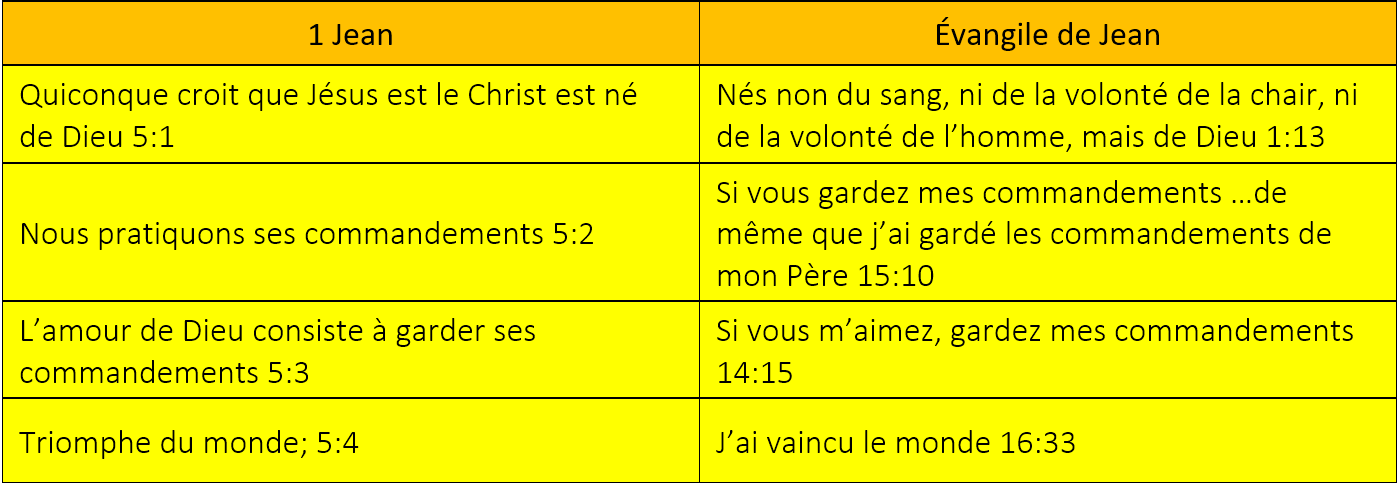 1 Jean
Évangile de Jean
Quiconque croit que Jésus est le Christ est né
de Dieu 5:1
Nés non du sang, ni de la volonté de la chair, ni
de la volonté de l’homme, mais de Dieu 1:13
Nous pratiquons ses commandements 5:2
Si vous gardez mes commandements …de
même que j’ai gardé les commandements de
mon Père 15:10
L’amour de Dieu consiste à garder ses
commandements 5:3
Si vous m’aimez, gardez mes commandements
14:15
Triomphe du monde; 5:4
J’ai vaincu le monde 16:33